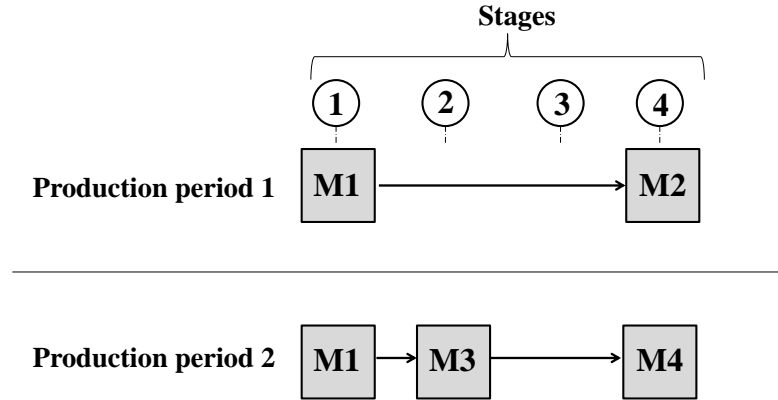 Stages
1 2 3 4
Production period 1 M1 M2
Production period 2 M1 M3 M4